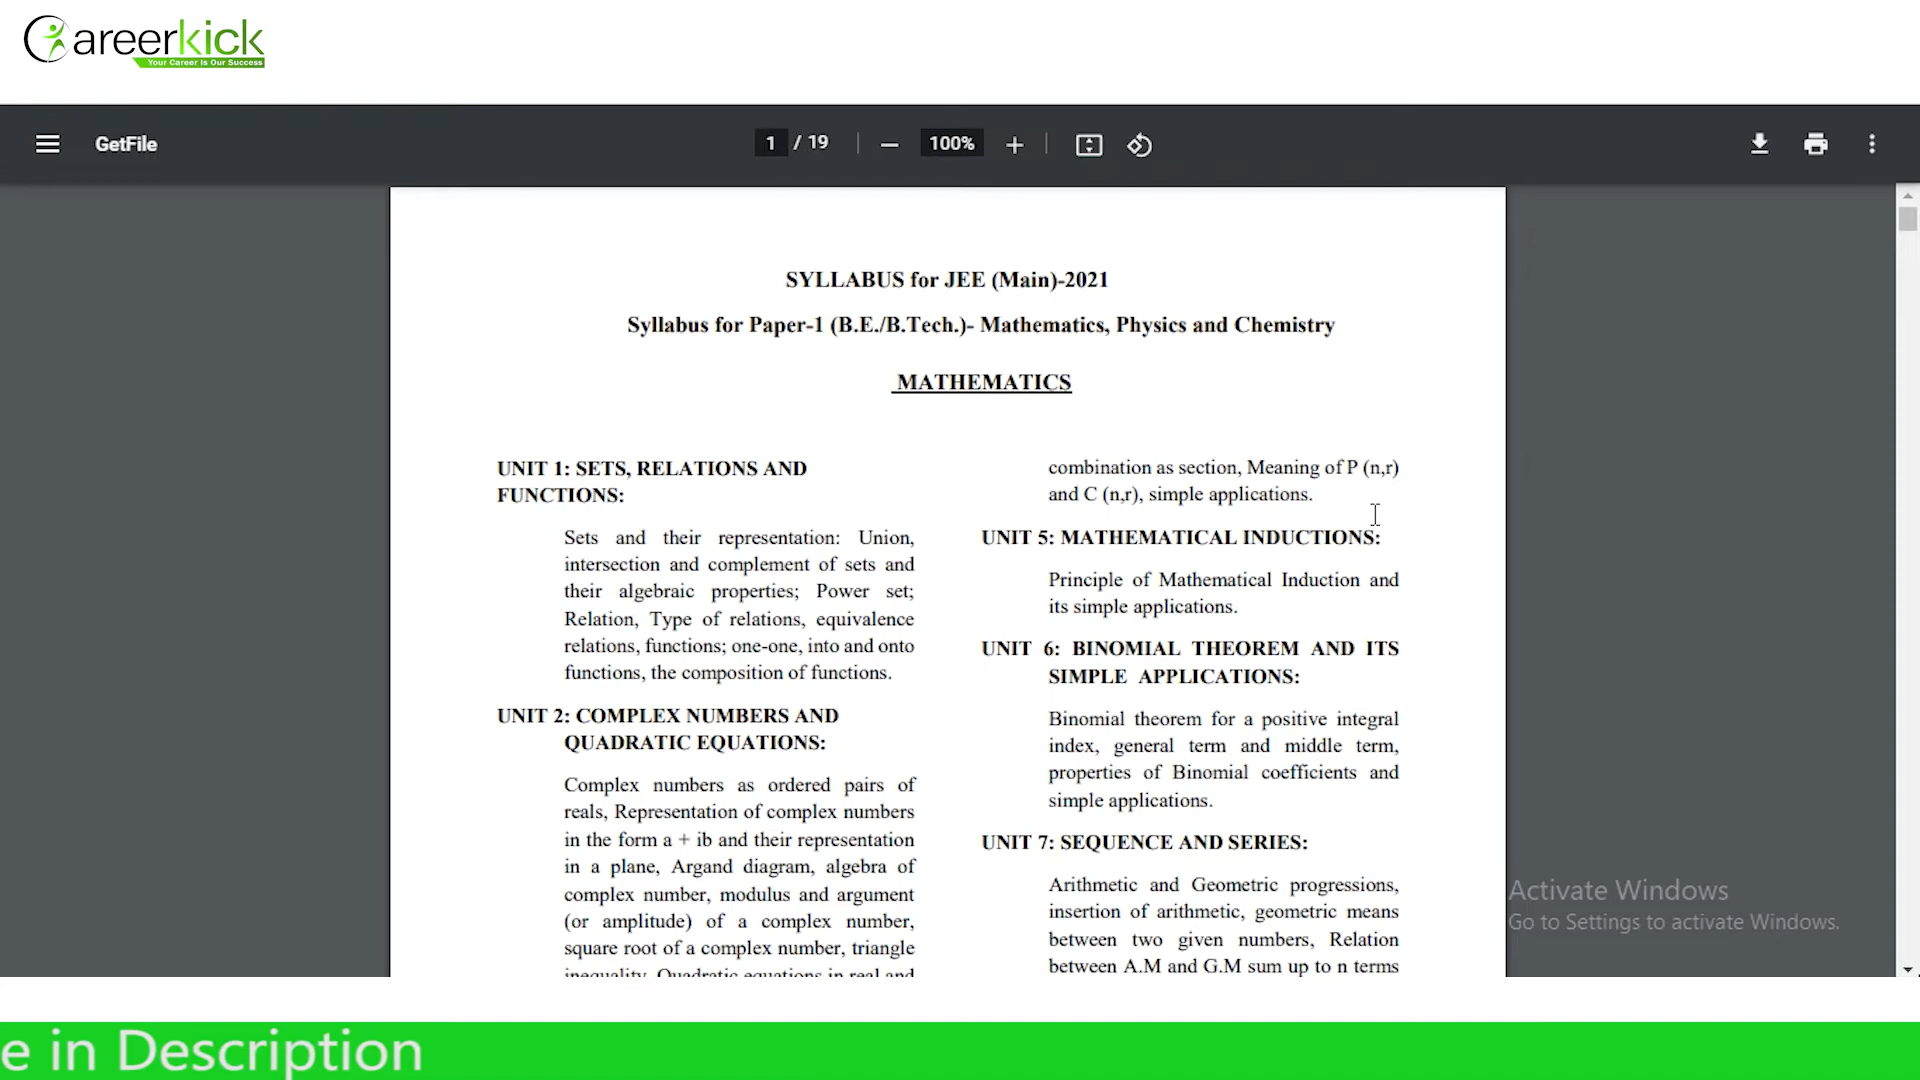 Careerkick
Your Career Is Our Success
GetFile
1 / 19
100%
SYLLABUS for JEE (Main)-2021
Syllabus for Paper-1 (B.E./B.Tech.)- Mathematics, Physics and Chemistry
MATHEMATICS
UNIT 1: SETS, RELATIONS AND
FUNCTIONS:
Sets and their representation: Union,
intersection and complement of sets and
their algebraic properties; Power set;
Relation, Type of relations, equivalence
relations, functions; one-one, into and onto
functions, the composition of functions.
UNIT 2: COMPLEX NUMBERS AND
QUADRATIC EQUATIONS:
Complex numbers as ordered pairs of
reals, Representation of complex numbers
in the form a + ib and their representation
in a plane, Argand diagram, algebra of
complex number, modulus and argument
(or amplitude) of a complex number,
square root of a complex number, triangle
inequality, Quadratic equations in real and
combination as section, Meaning of P (n,r)
and C (n,r), simple applications.
UNIT 5: MATHEMATICAL INDUCTIONS:
Principle of Mathematical Induction and
its simple applications.
UNIT 6: BINOMIAL THEOREM AND ITS
SIMPLE APPLICATIONS:
Binomial theorem for a positive integral
index, general term and middle term,
properties of Binomial coefficients and
simple applications.
UNIT 7: SEQUENCE AND SERIES:
Arithmetic and Geometric progressions,
insertion of arithmetic, geometric means
between two given numbers, Relation
between A.M and G.M sum up to n terms
Activate Windows
Go to Settings to activate Windows.
e in Description